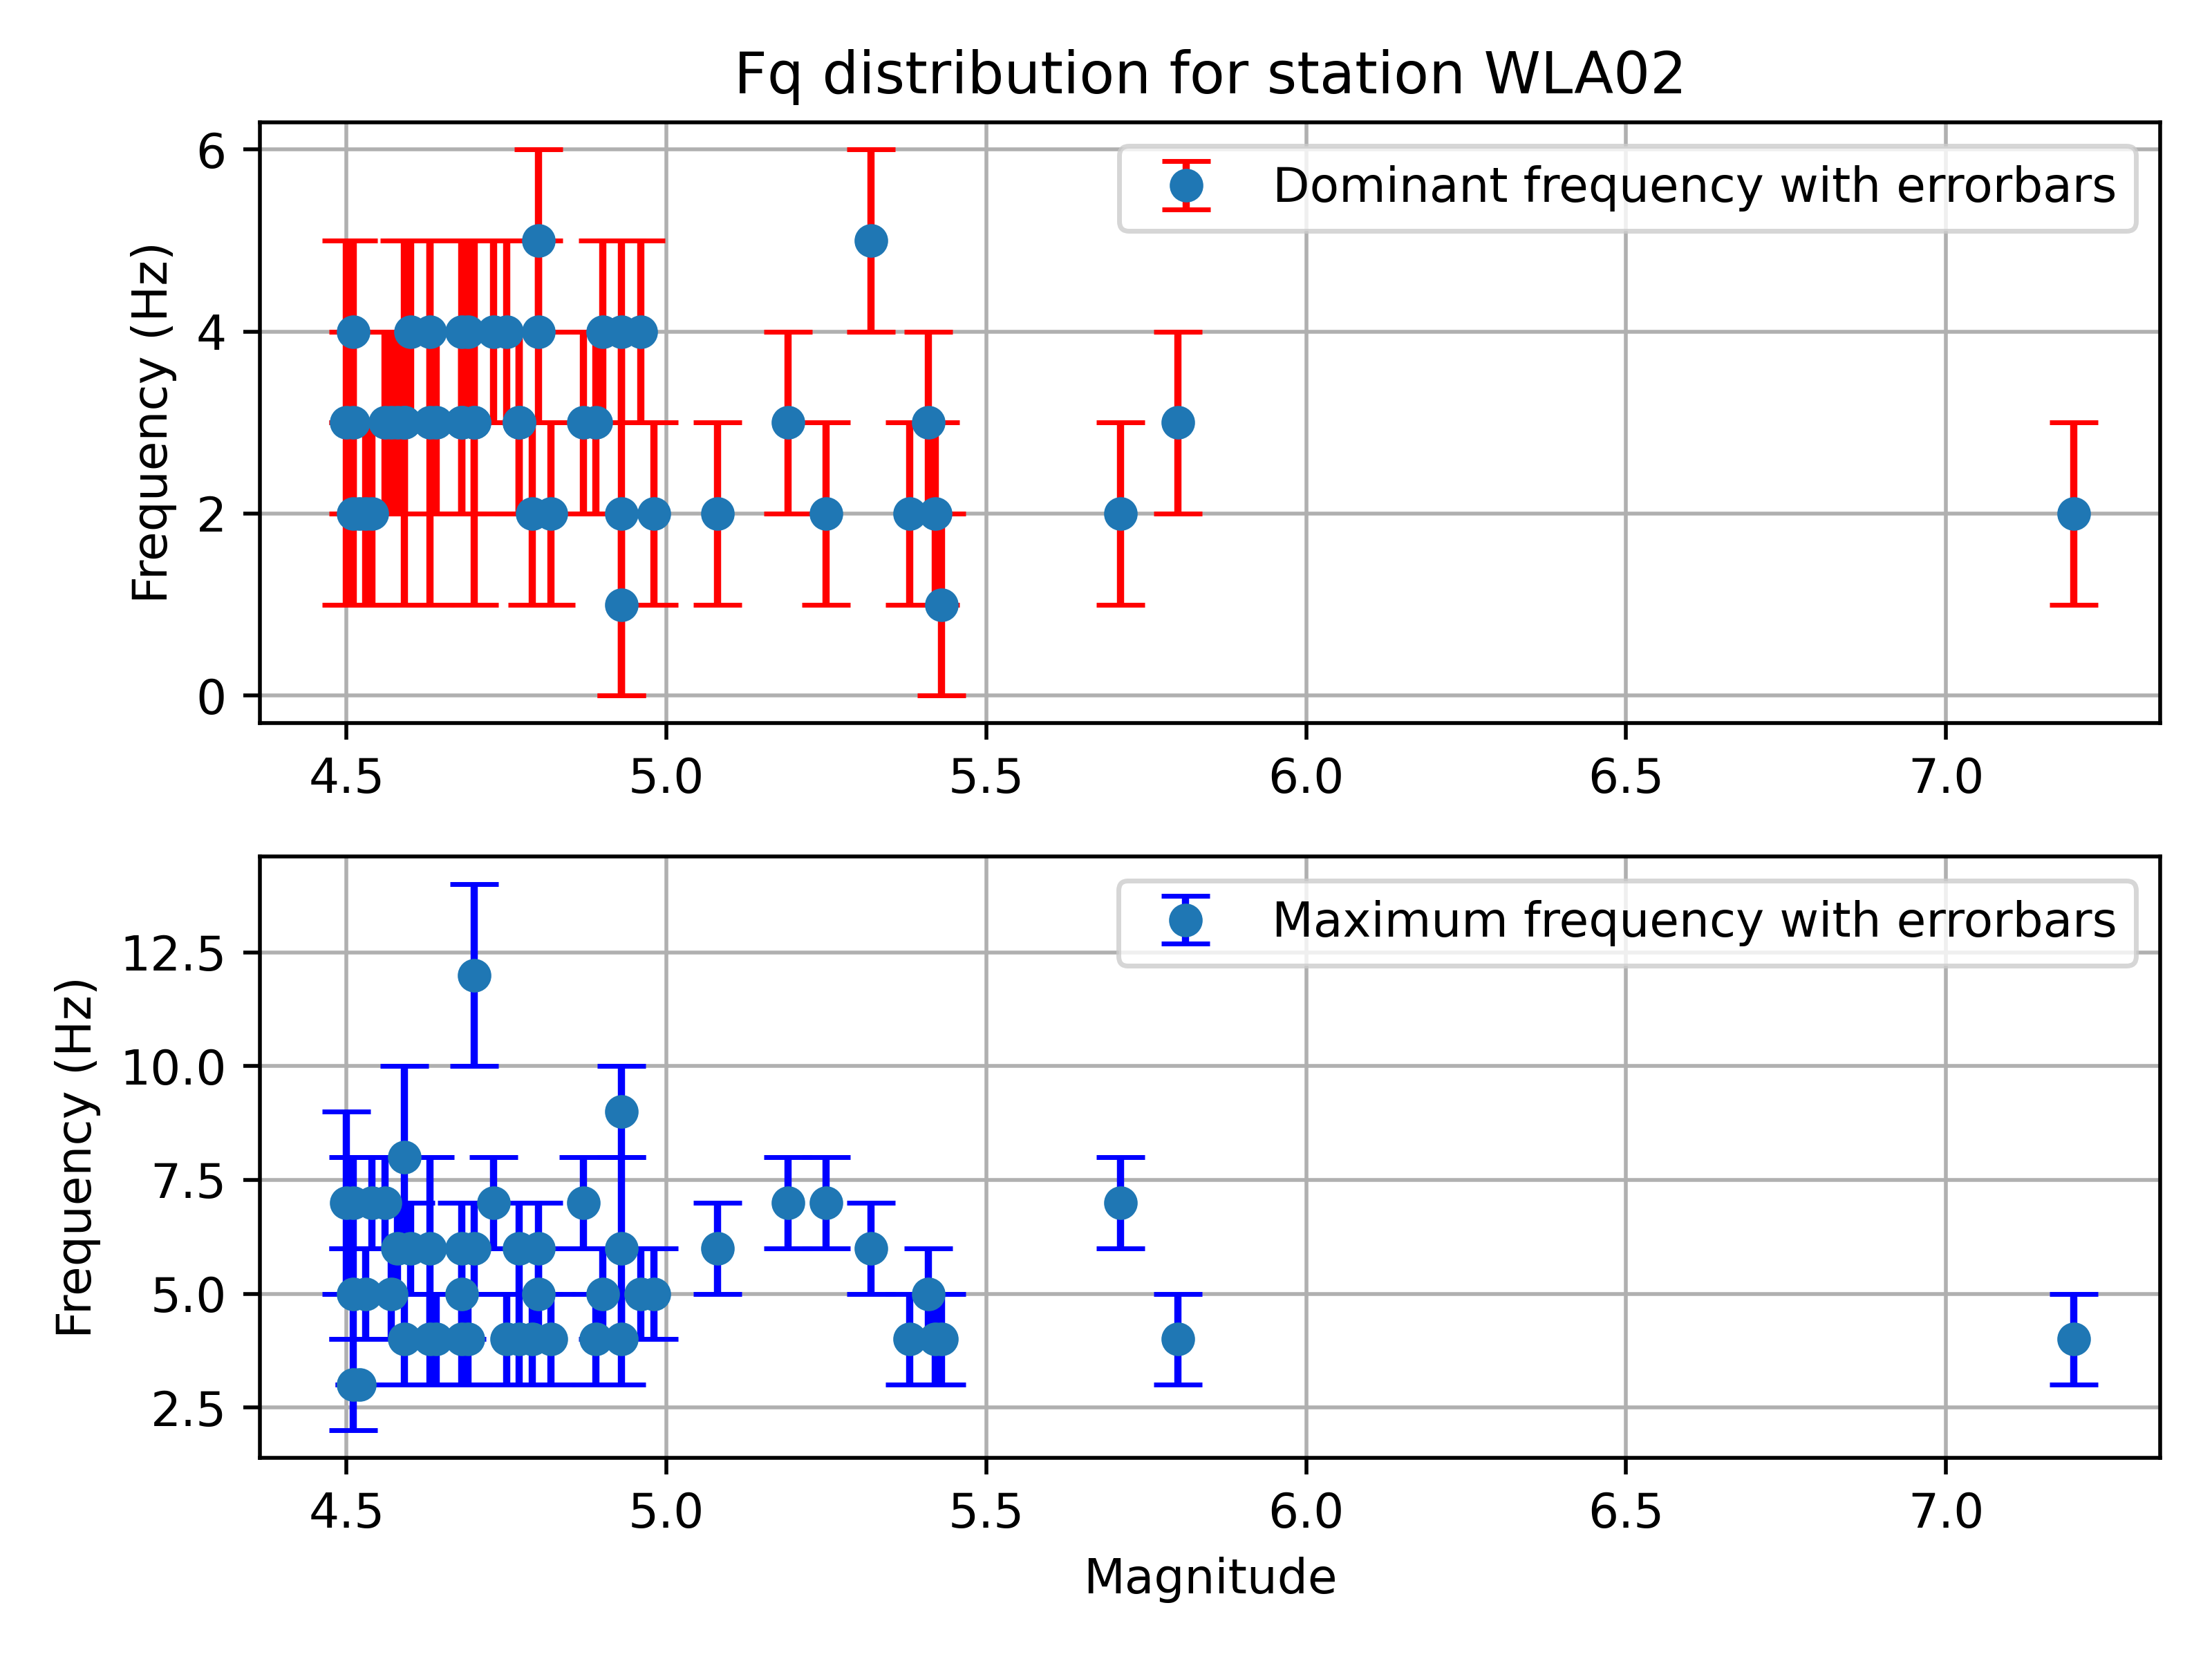 Fq distribution for station WLA02
Dominant frequency with errorbars
Frequency (Hz)
6
4
2
0
4.5 5.0 5.5 6.0 6.5 7.0
Maximum frequency with errorbars
Frequency (Hz)
12.5
10.0
7.5
5.0
2.5
4.5 5.0 5.5 6.0 6.5 7.0
Magnitude